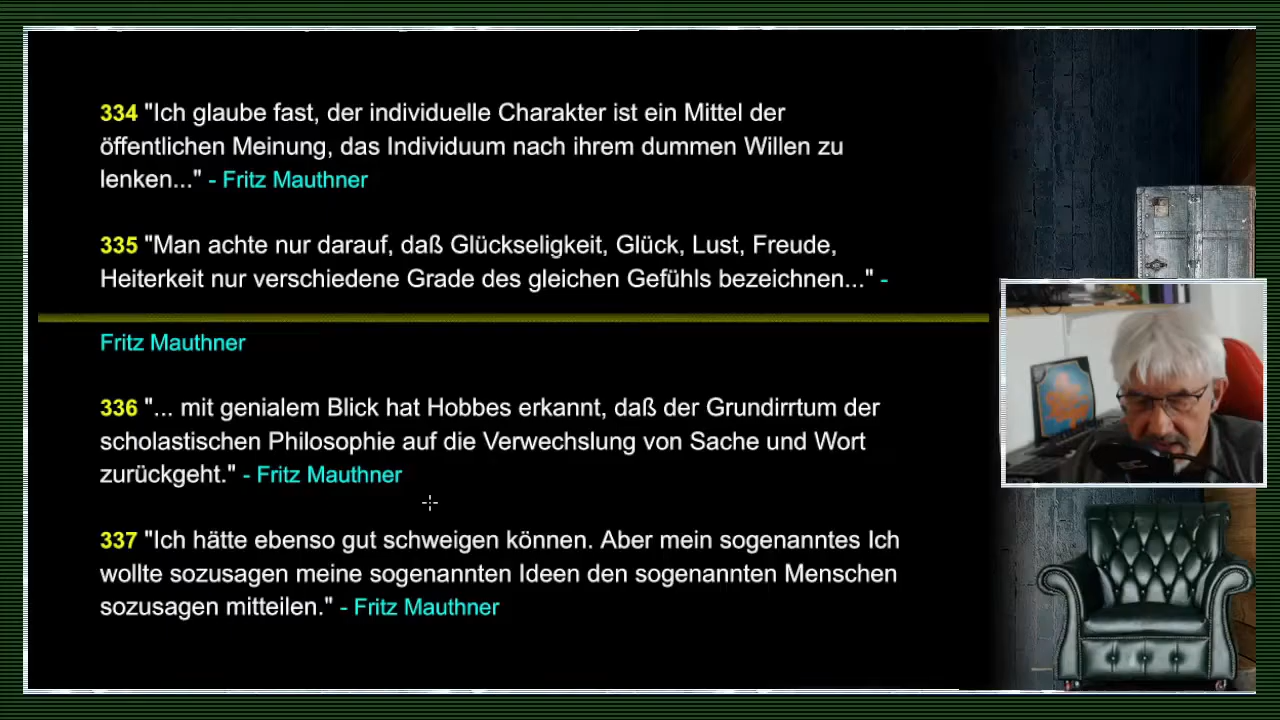 334 "Ich glaube fast, der individuelle Charakter ist ein Mittel der
öffentlichen Meinung, das Individuum nach ihrem dummen Willen zu
lenken..." - Fritz Mauthner
335 "Man achte nur darauf, daß Glückseligkeit, Glück, Lust, Freude,
Heiterkeit nur verschiedene Grade des gleichen Gefühls bezeichnen..." -
Fritz Mauthner
336 "... mit genialem Blick hat Hobbes erkannt, daß der Grundirrtum der
scholastischen Philosophie auf die Verwechslung von Sache und Wort
zurückgeht." - Fritz Mauthner
337 "Ich hätte ebenso gut schweigen können. Aber mein sogenanntes Ich
wollte sozusagen meine sogenannten Ideen den sogenannten Menschen
sozusagen mitteilen." - Fritz Mauthner